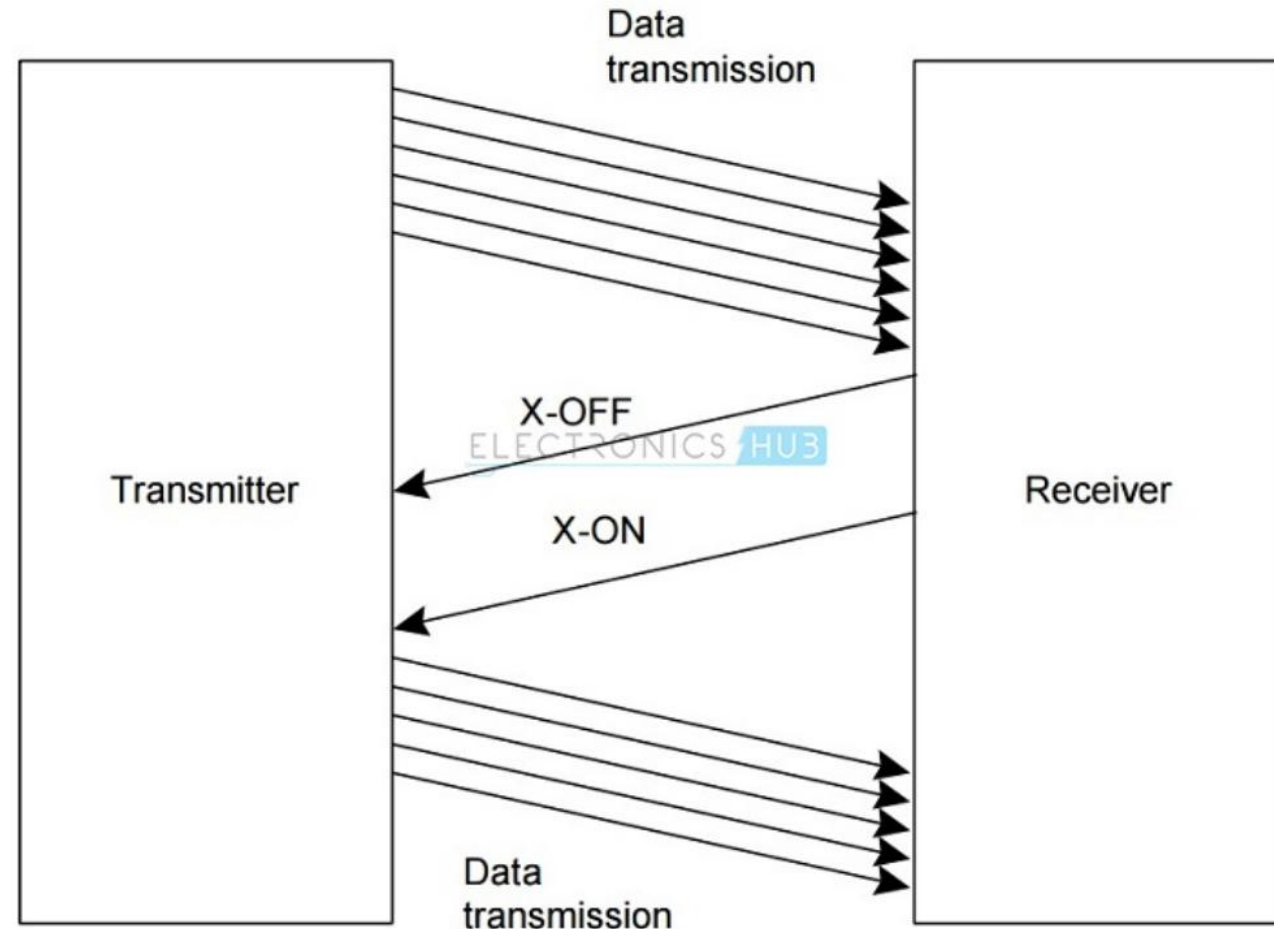 Data
transmission
X-OFF
ELECTRONICS HUB
Transmitter
Receiver
X-ON
Data
transmission